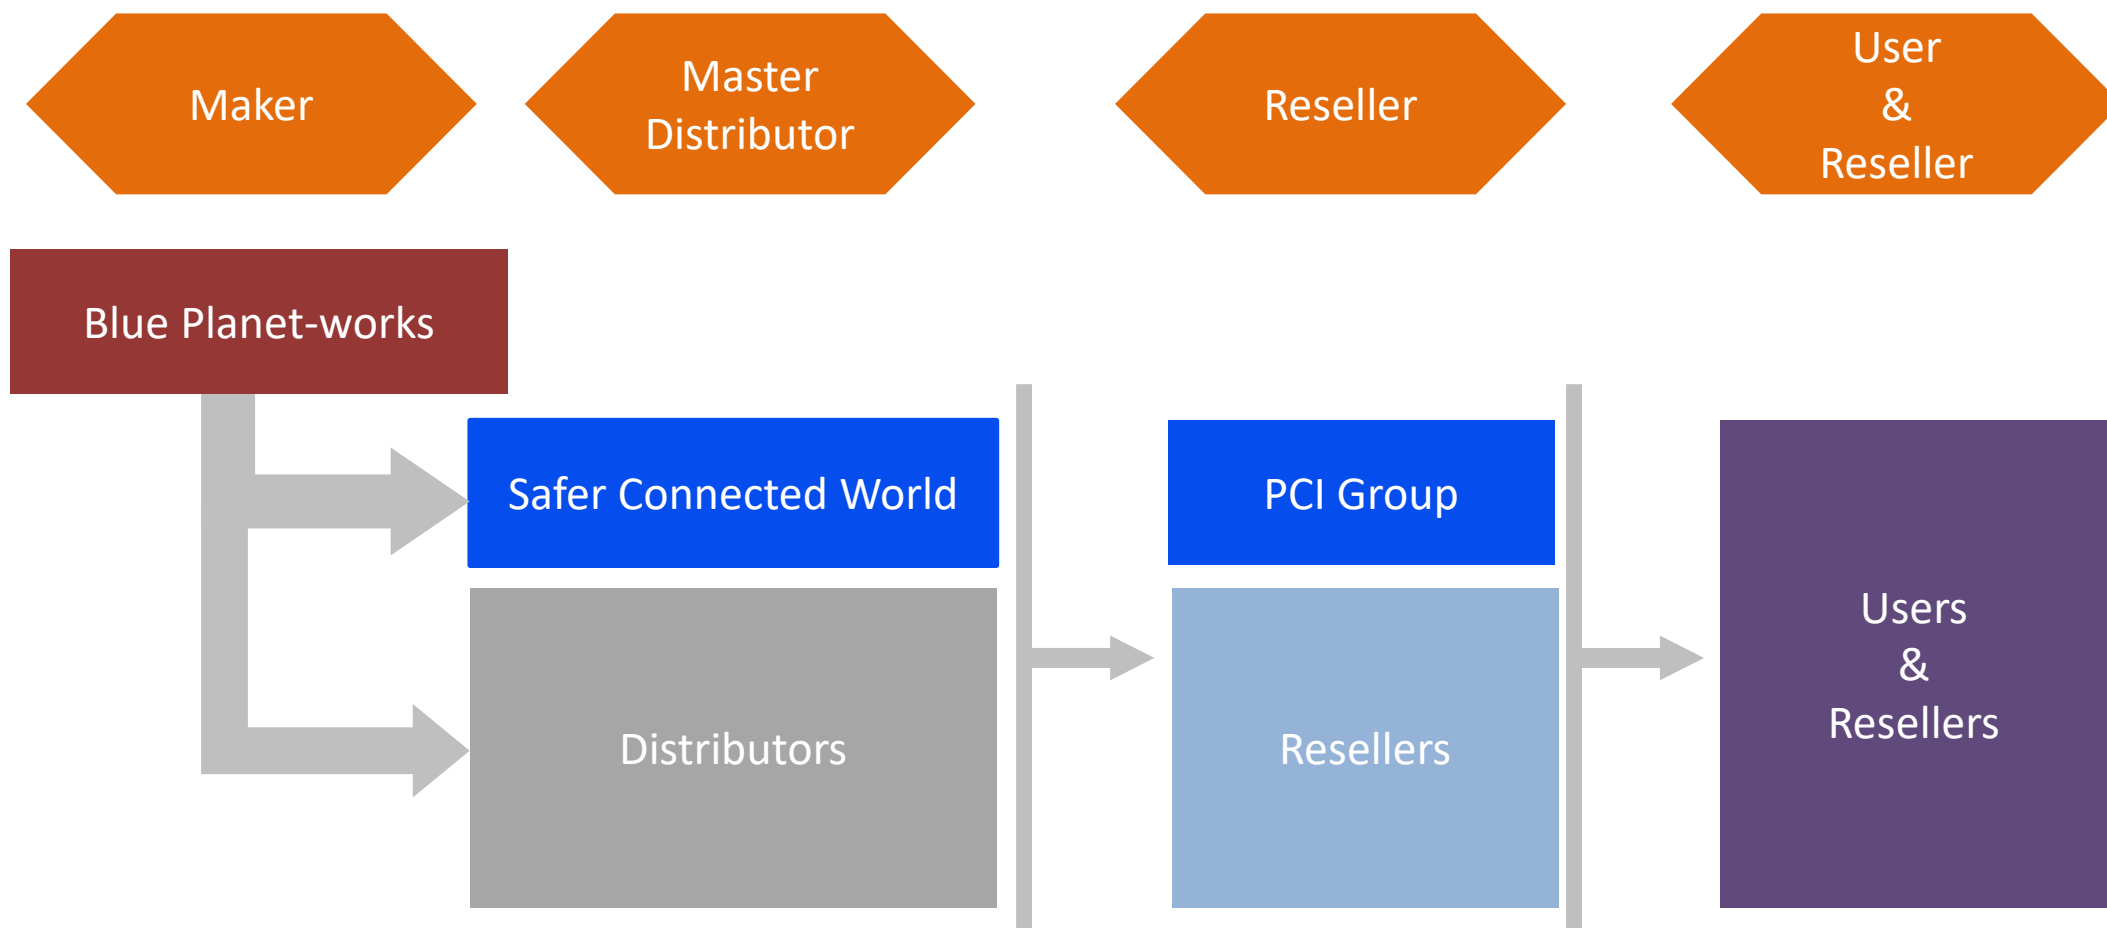 Maker
Master
Distributor
Reseller
User
&
Reseller
Blue Planet-works
Safer Connected World
PCI Group
Distributors
Resellers
Users
&
Resellers